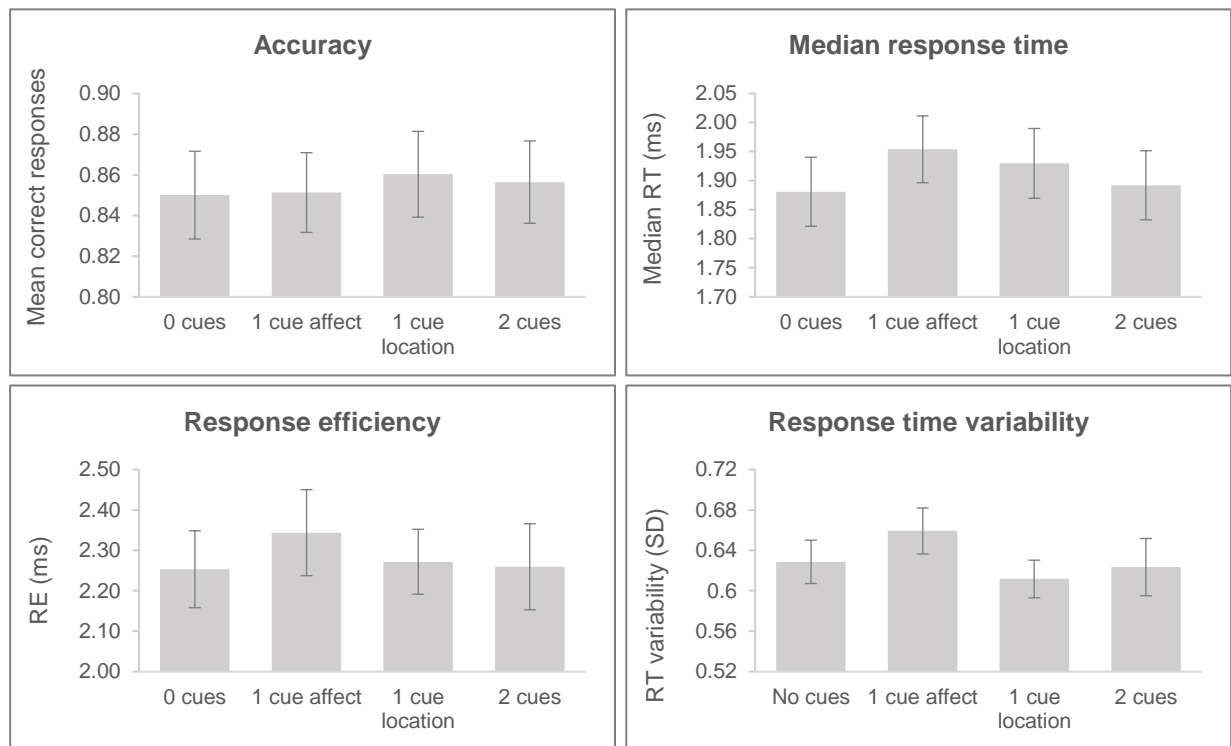 Accuracy
Mean correct responses
0.90
0.88
0.86
0.84
0.82
0.80
0 cues
1 cue affect
1 cue
location
2 cues
Median response time
Median RT (ms)
2.05
2.00
1.95
1.90
1.85
1.80
1.75
1.70
0 cues
1 cue affect
1 cue
location
2 cues
Response efficiency
RE (ms)
2.50
2.40
2.30
2.20
2.10
2.00
0 cues
1 cue affect
1 cue
location
2 cues
Response time variability
RT variability (SD)
0.72
0.68
0.64
0.6
0.56
0.52
No cues
1 cue affect
1 cue
location
2 cues